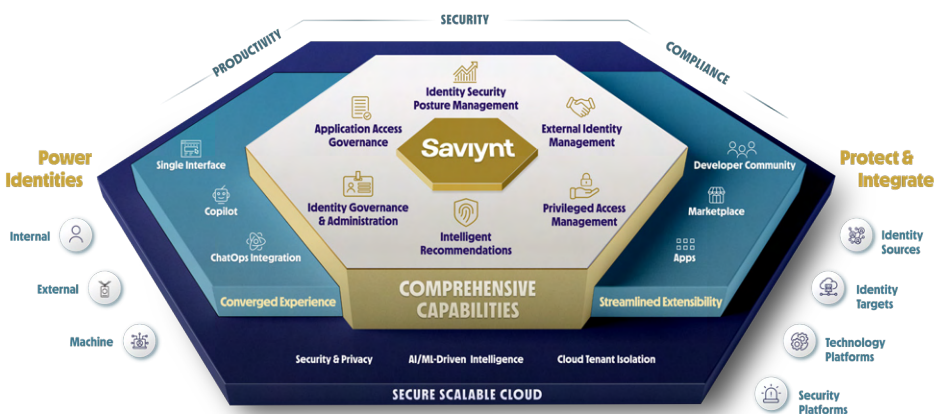 SECURITY
PRODUCTIVITY
COMPLIANCE
Power
Identities
Internal
External
Machine
Single Interface
Copilot
ChatOps Integration
Converged Experience
Identity Security
Posture Management
Application Access
Governance
External Identity
Management
Saviynt
Identity Governance
& Administration
Privileged Access
Management
Intelligent
Recommendations
COMPREHENSIVE
CAPABILITIES
Developer Community
Marketplace
Apps
Streamlined Extensibility
Protect &
Integrate
Identity
Sources
Identity
Targets
Technology
Platforms
Security
Platforms
Security & Privacy
AI/ML-Driven Intelligence
Cloud Tenant Isolation
SECURE SCALABLE CLOUD